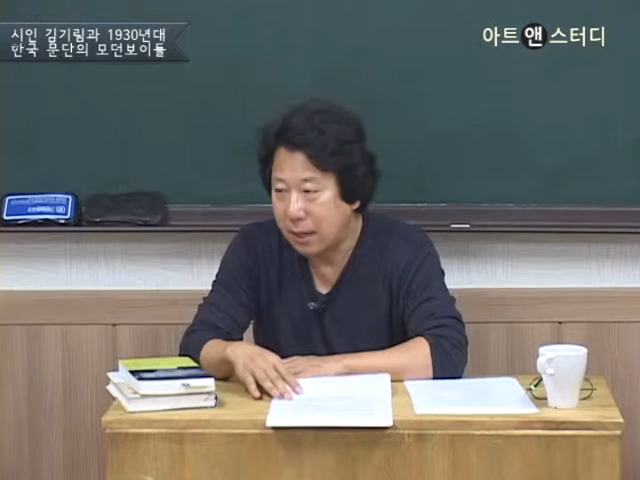 시인 김기림과 1930년대
한국 문단의 모던보이들
아트앤스터디